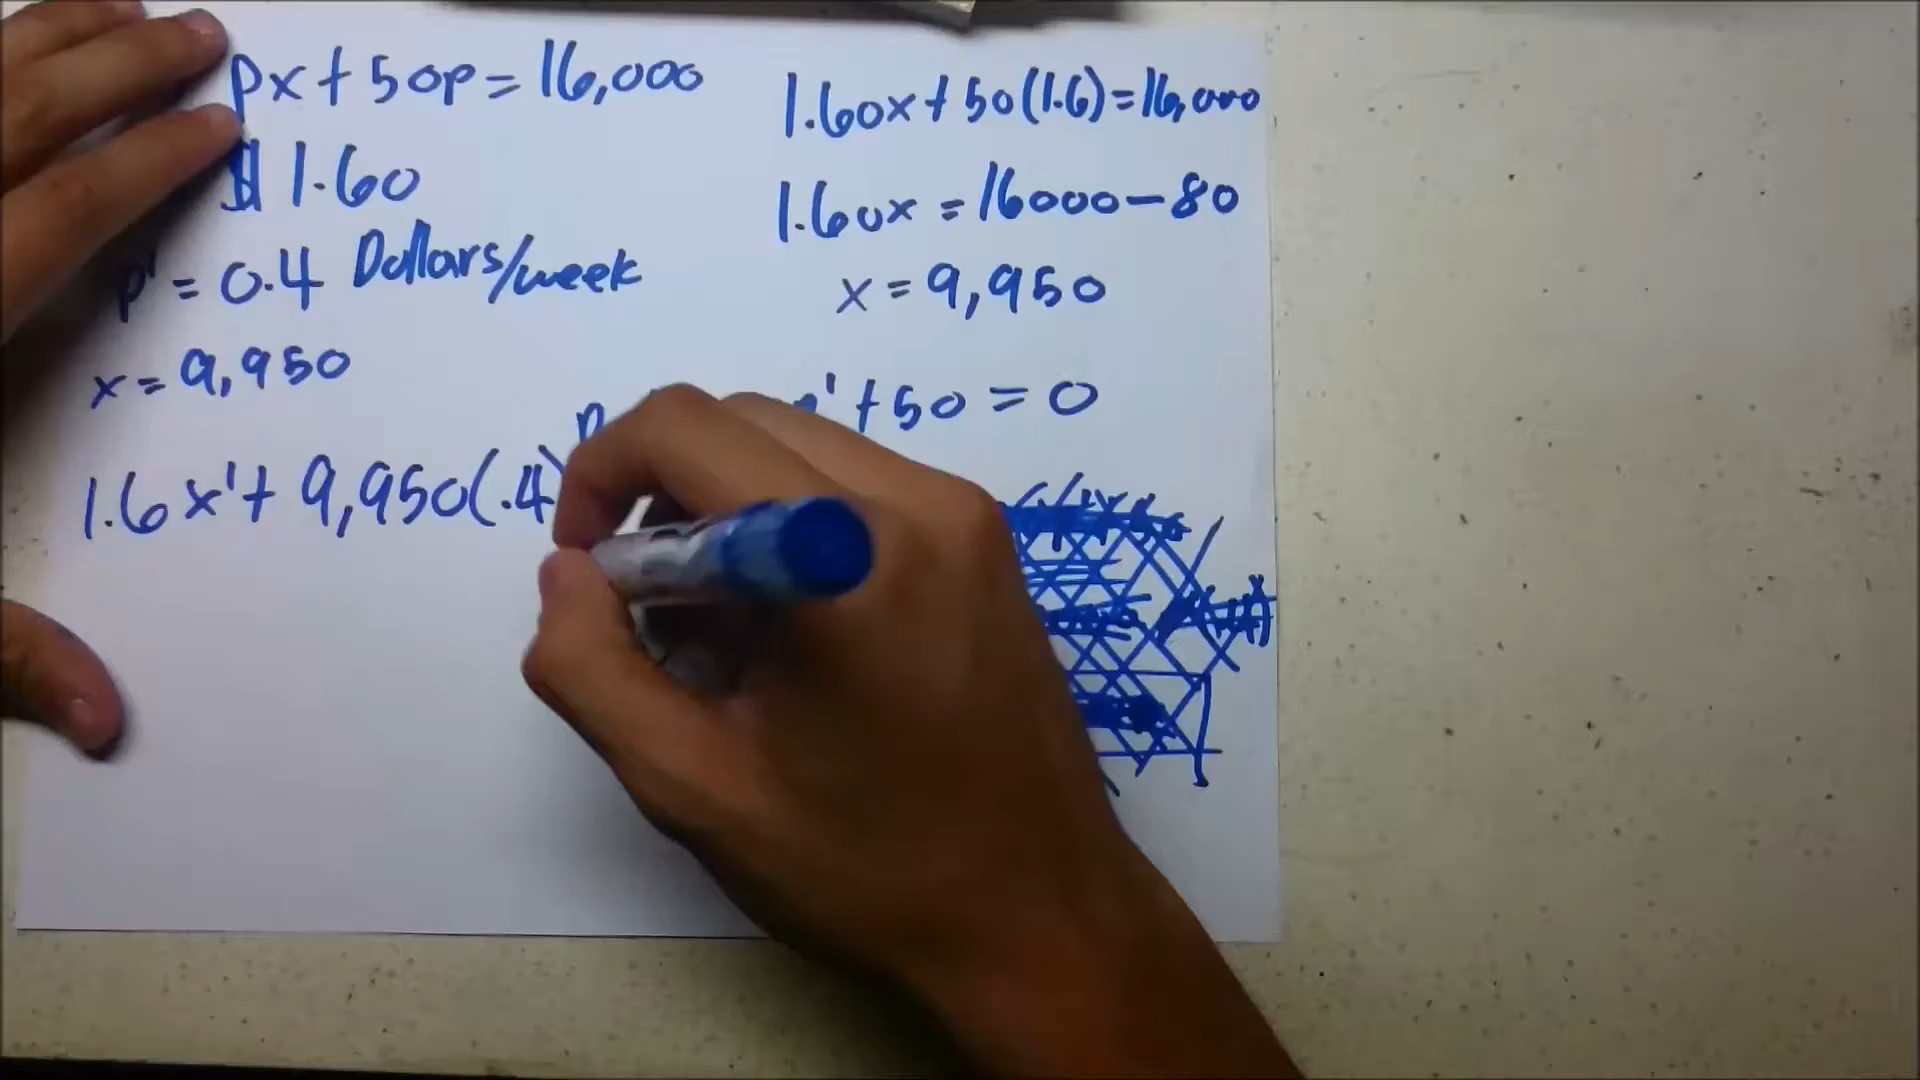 px + 50p = 16,000
$ 1.60
p' = 0.4 Dollars/week
x = 9,950
1.6x' + 9,950(.4)
1.60x + 50(1.6) = 16,000
1.60x = 16000 - 80
x = 9,950
p' + 50 = 0